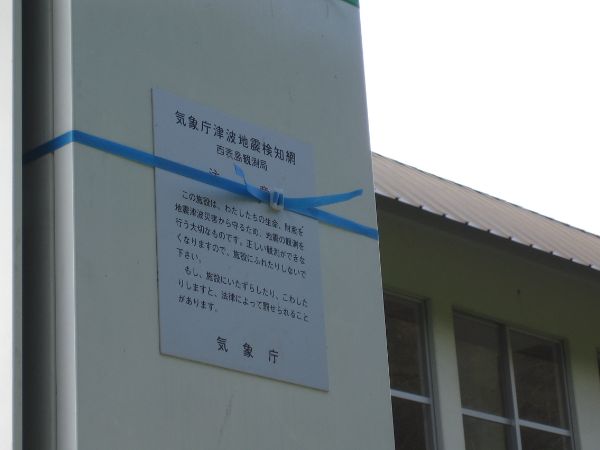 気象庁津波地震検知網
西表島観測局
注 意
この施設は、わたしたちの生命、財産を
地震津波災害から守るため、地震の観測を
行う大切なものです。正しい観測ができな
くなりますので、施設にふれたりしないで
下さい。
もし、施設にいたずらしたり、こわした
りしますと、法律によって罰せられること
があります。
気象庁